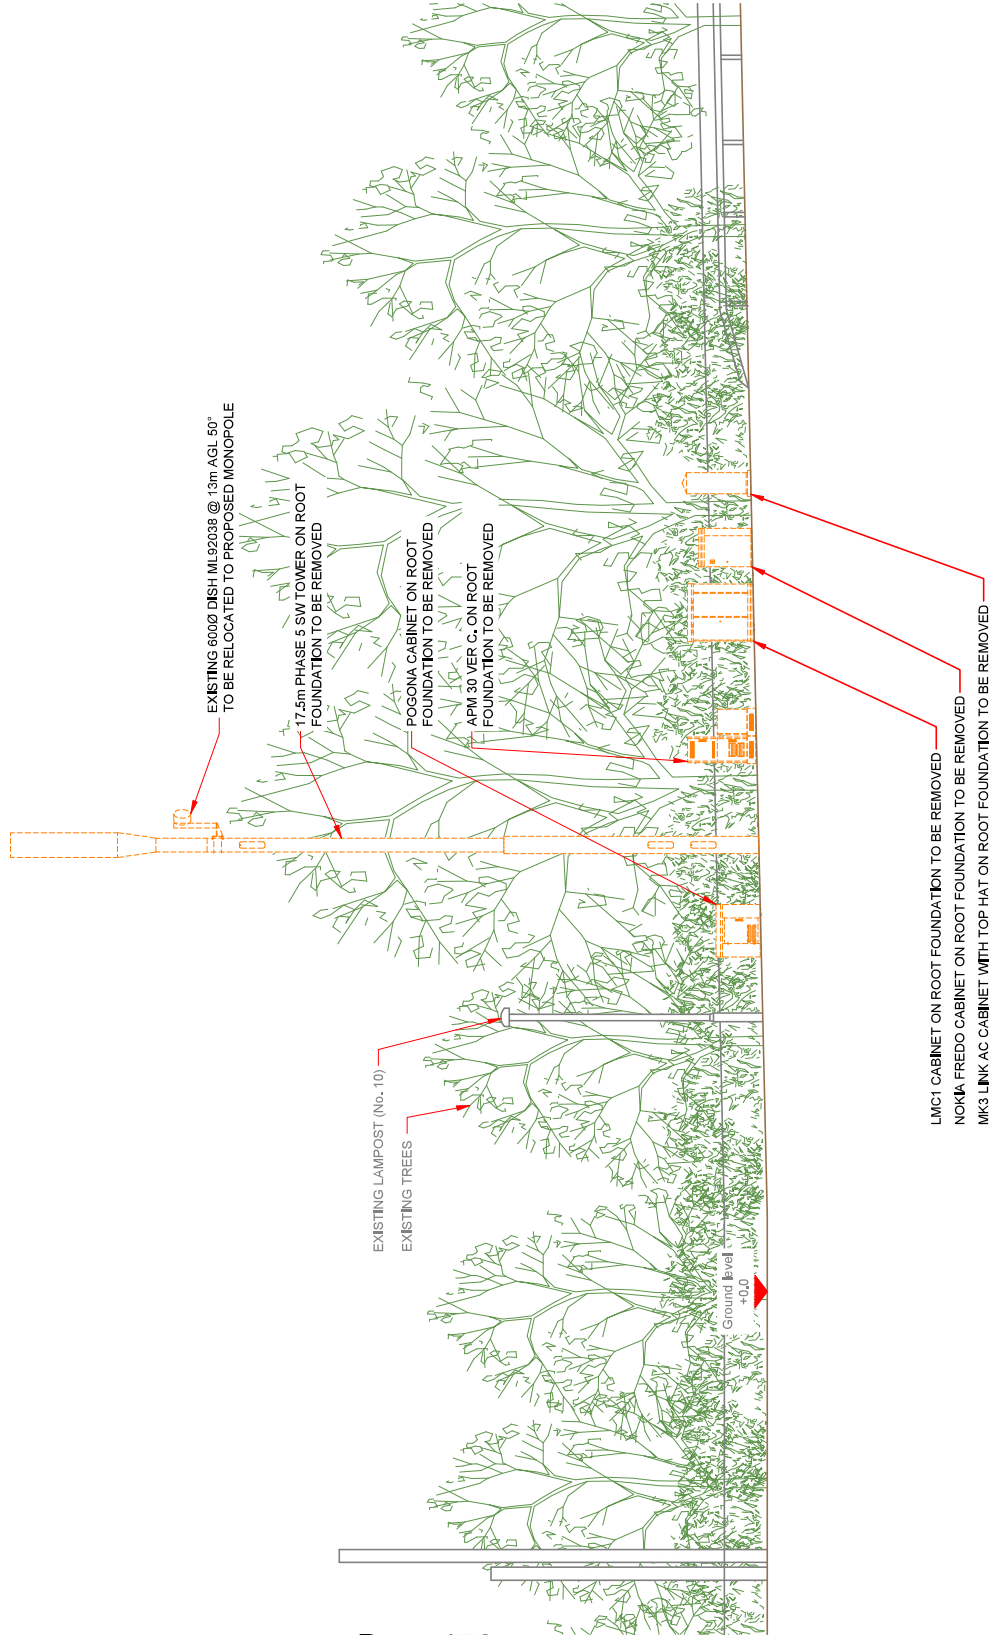 EXISTING 600Ø DISH ML92038 @ 13m AGL 50°
TO BE RELOCATED TO PROPOSED MONOPOLE
17.5m PHASE 5 SW TOWER ON ROOT
FOUNDATION TO BE REMOVED
POGONA CABINET ON ROOT
FOUNDATION TO BE REMOVED
APM 30 VER C. ON ROOT
FOUNDATION TO BE REMOVED
EXISTING LAMPOST (No. 10)
EXISTING TREES
Ground level
+0.0
LMC1 CABINET ON ROOT FOUNDATION TO BE REMOVED
NOKIA FREDO CABINET ON ROOT FOUNDATION TO BE REMOVED
MK3 LINK AC CABINET WITH TOP HAT ON ROOT FOUNDATION TO BE REMOVED